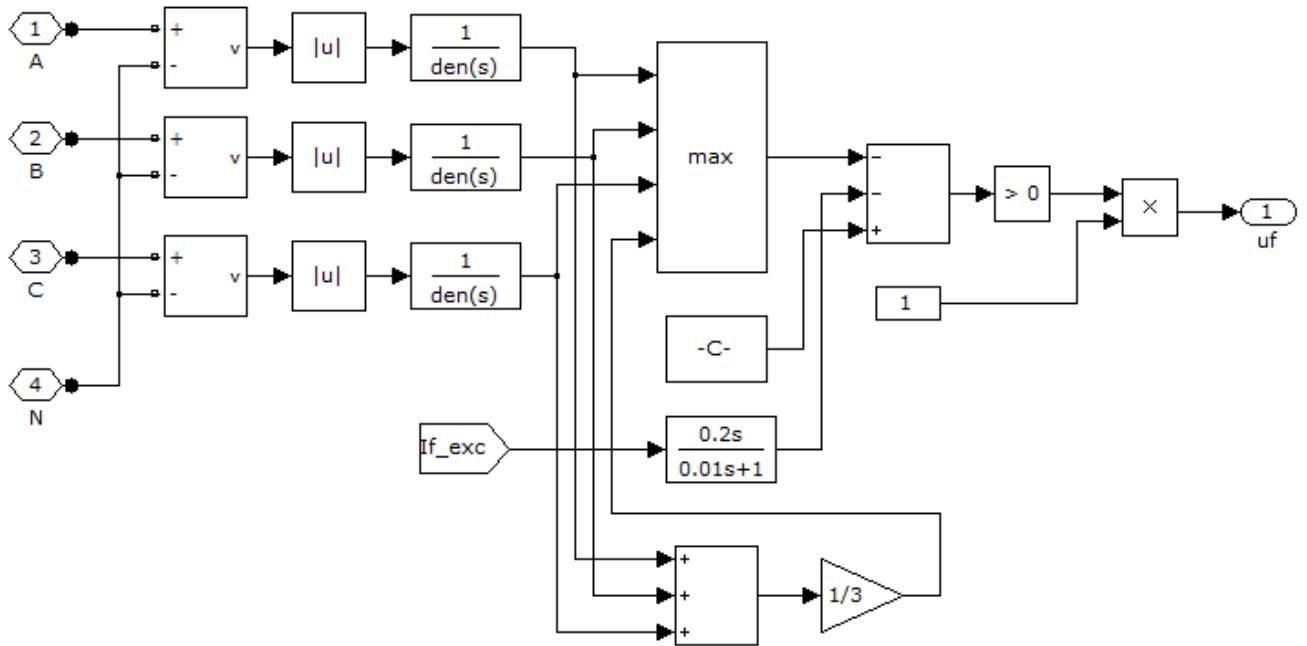 1
A
+
-
v
|u|
1
den(s)
2
B
+
-
v
|u|
1
den(s)
3
C
+
-
v
|u|
1
den(s)
4
N
max
-C-
If_exc
0.2s
0.01s+1
−
−
+
> 0
1
×
1
uf
+
+
+
1/3